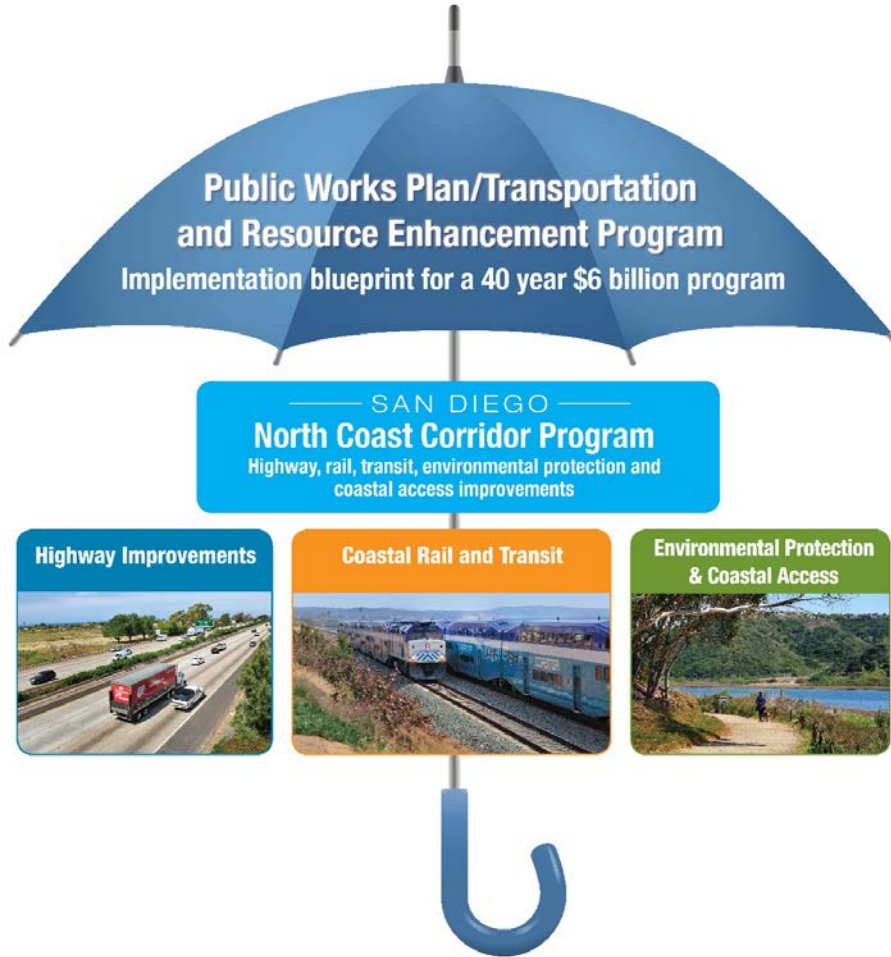 Public Works Plan/Transportation
and Resource Enhancement Program
Implementation blueprint for a 40 year $6 billion program
SAN DIEGO
North Coast Corridor Program
Highway, rail, transit, environmental protection and
coastal access improvements
Highway Improvements
Coastal Rail and Transit
Environmental Protection
& Coastal Access